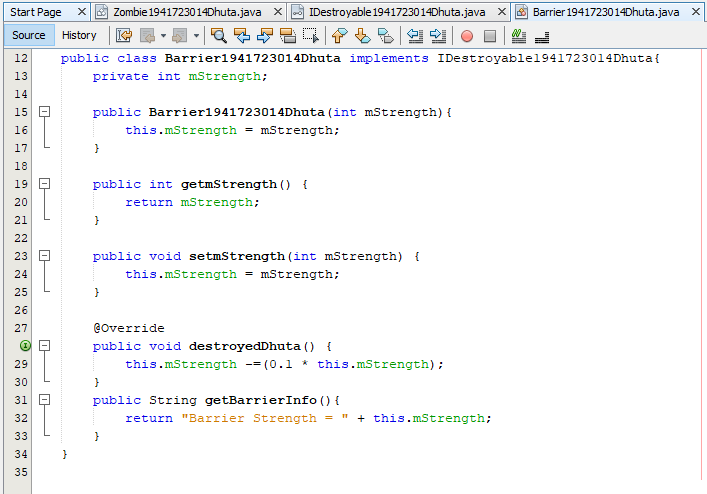 Start Page Zombie1941723014Dhuta.java IDestroyable1941723014Dhuta.java Barrier1941723014Dhuta.java
Source History
12 public class Barrier1941723014Dhuta implements IDestroyable1941723014Dhuta{
13 private int mStrength;
14
15 public Barrier1941723014Dhuta(int mStrength){
16 this.mStrength = mStrength;
17 }
18
19 public int getmStrength() {
20 return mStrength;
21 }
22
23 public void setmStrength(int mStrength) {
24 this.mStrength = mStrength;
25 }
26
27 @Override
public void destroyedDhuta() {
29 this.mStrength -=(0.1 * this.mStrength);
30 }
31 public String getBarrierInfo(){
32 return "Barrier Strength = " + this.mStrength;
33 }
34 }
35